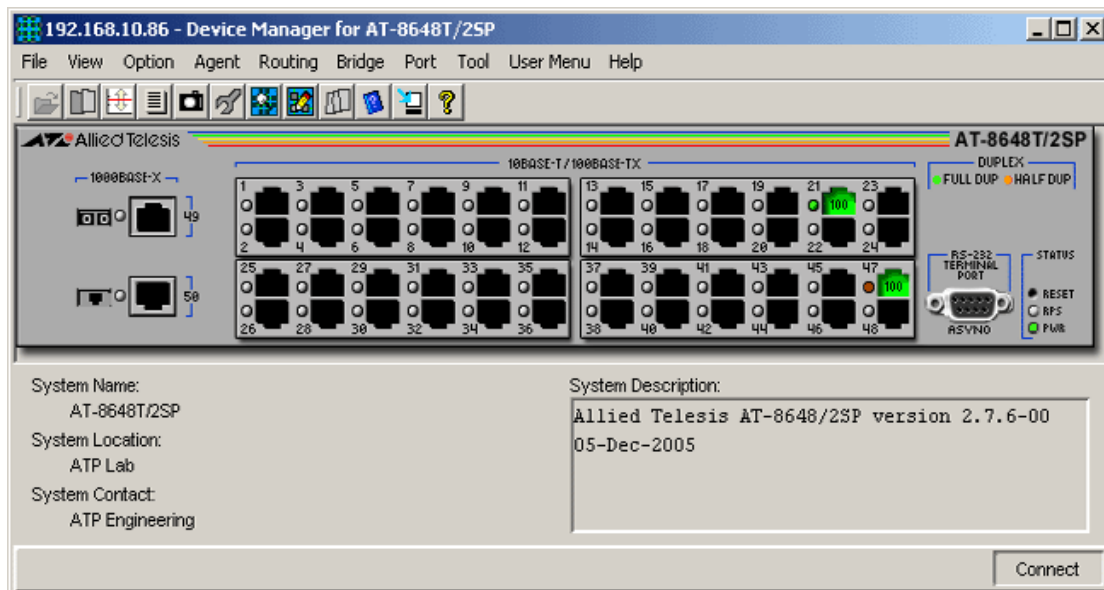 192.168.10.86 - Device Manager for AT-8648T/2SP
File View Option Agent Routing Bridge Port Tool User Menu Help
Allied Telesis
AT-8648T/2SP
1000BASE-X
10BASE-T/100BASE-TX
DUPLEX
FULL DUP HALF DUP
1 3 5 7 9 11 13 15 17 19 21 23
49
100
2 4 6 8 10 12 14 16 18 20 22 24
RS-232
TERMINAL
PORT
STATUS
25 27 29 31 33 35 37 39 41 43 45 47
50
100
RESET
RPS
PWR
26 28 30 32 34 36 38 40 42 44 46 48
ASYN0
System Name:
AT-8648T/2SP
System Location:
ATP Lab
System Contact:
ATP Engineering
System Description:
Allied Telesis AT-8648/2SP version 2.7.6-00
05-Dec-2005
Connect